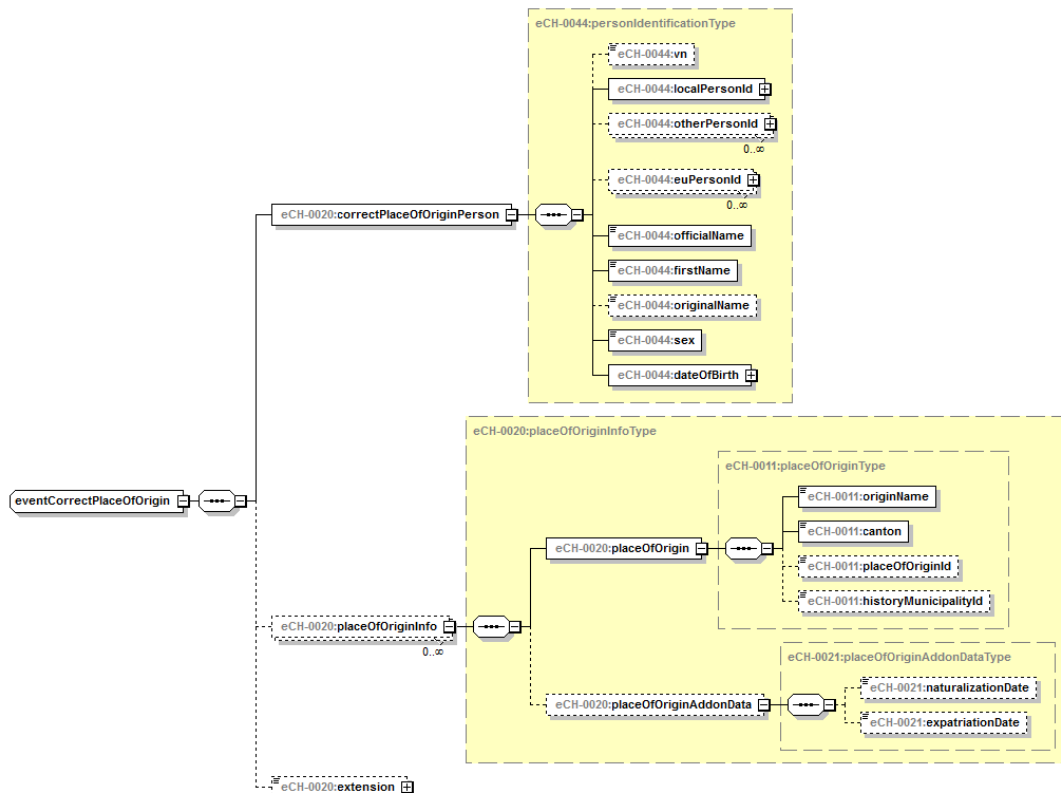 eCH-0044:personIdentificationType
eCH-0044:vn
eCH-0044:localPersonId
eCH-0044:otherPersonId
0..∞
eCH-0044:euPersonId
0..∞
eCH-0020:correctPlaceOfOriginPerson
eCH-0044:officialName
eCH-0044:firstName
eCH-0044:originalName
eCH-0044:sex
eCH-0044:dateOfBirth
eCH-0020:placeOfOriginInfoType
eCH-0011:placeOfOriginType
eventCorrectPlaceOfOrigin
eCH-0011:originName
eCH-0011:canton
eCH-0020:placeOfOrigin
eCH-0011:placeOfOriginId
eCH-0011:historyMunicipalityId
eCH-0020:placeOfOriginInfo
0..∞
eCH-0021:placeOfOriginAddonDataType
eCH-0021:naturalizationDate
eCH-0020:placeOfOriginAddonData
eCH-0021:expatriationDate
eCH-0020:extension